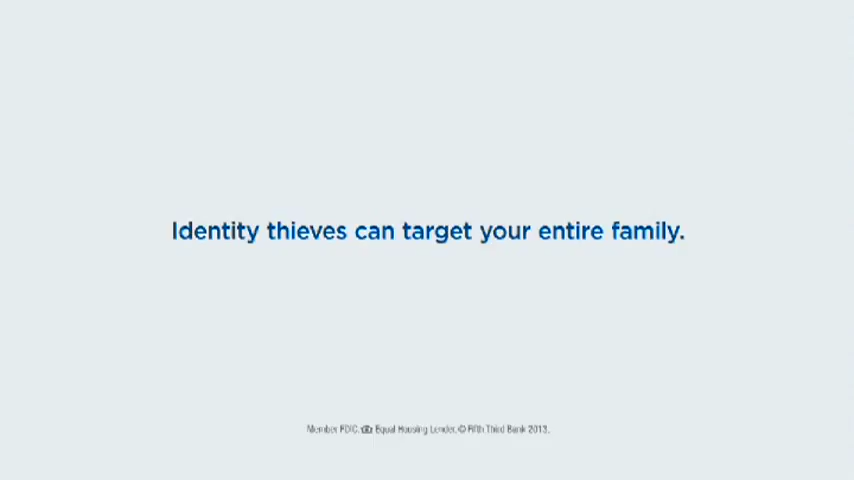 Identity thieves can target your entire family.
Member FDIC. Equal Housing Lender. © Fifth Third Bank 2013.